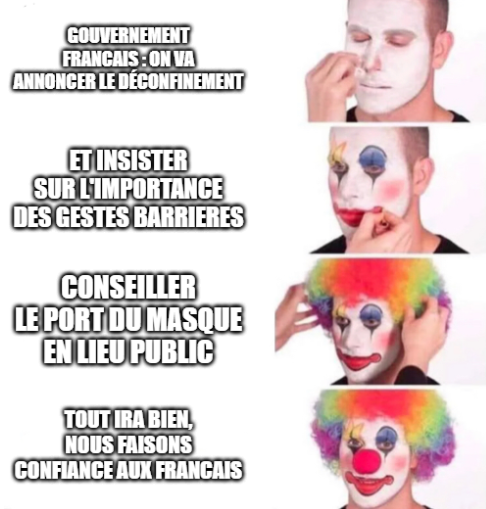 GOUVERNEMENT
FRANCAIS : ON VA
ANNONCER LE DÉCONFINEMENT
ET INSISTER
SUR L'IMPORTANCE
DES GESTES BARRIERES
CONSEILLER
LE PORT DU MASQUE
EN LIEU PUBLIC
TOUT IRA BIEN,
NOUS FAISONS
CONFIANCE AUX FRANCAIS